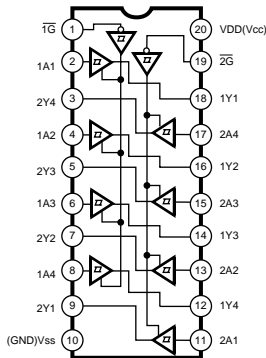 1G 1 20 VDD(Vcc)
1A1 2 19 2G
2Y4 3 18 1Y1
1A2 4 17 2A4
2Y3 5 16 1Y2
1A3 6 15 2A3
2Y2 7 14 1Y3
1A4 8 13 2A2
2Y1 9 12 1Y4
(GND)Vss 10 11 2A1